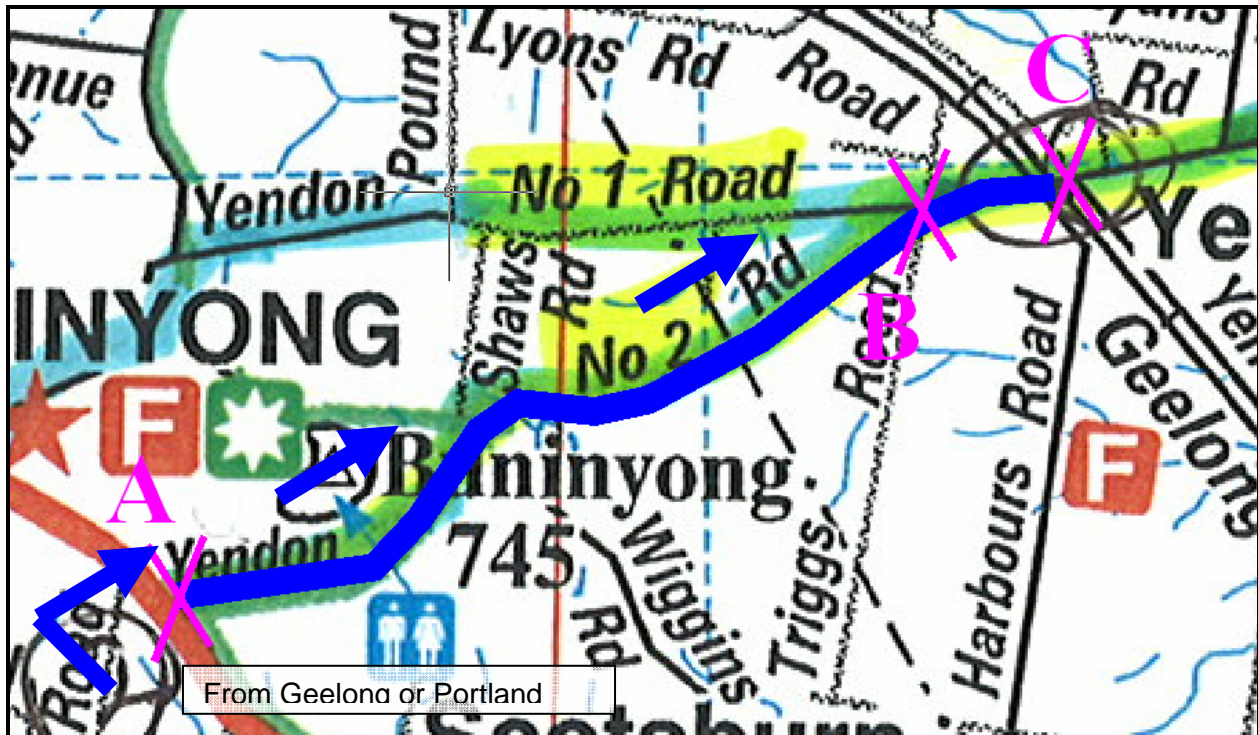 enue
Pound
Lyons Rd
Road
C
Rd
Yendon
No 1 Road
Ye
INYONG
Shaws
Rd
No 2
Rd
Road
B
Road
Geelong
F
A
Buninyong
745
F
Yendon
Wiggins
Rd
Triggs
Harbours
Road
From Geelong or Portland
Scotsburn